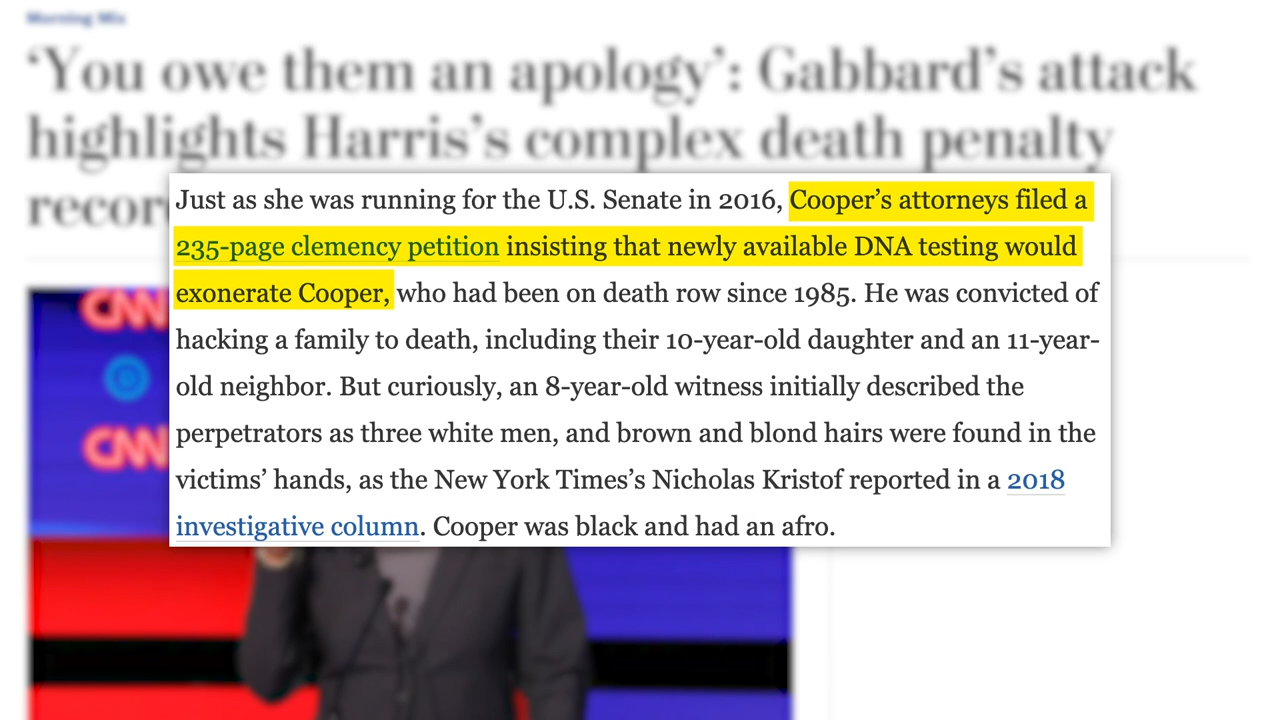 Morning Mix
‘You owe them an apology’: Gabbard’s attack
highlights Harris’s complex death penalty
recor
Just as she was running for the U.S. Senate in 2016, Cooper’s attorneys filed a
235-page clemency petition insisting that newly available DNA testing would
exonerate Cooper, who had been on death row since 1985. He was convicted of
hacking a family to death, including their 10-year-old daughter and an 11-year-
old neighbor. But curiously, an 8-year-old witness initially described the
perpetrators as three white men, and brown and blond hairs were found in the
victims’ hands, as the New York Times’s Nicholas Kristof reported in a 2018
investigative column. Cooper was black and had an afro.
CNN
CNN